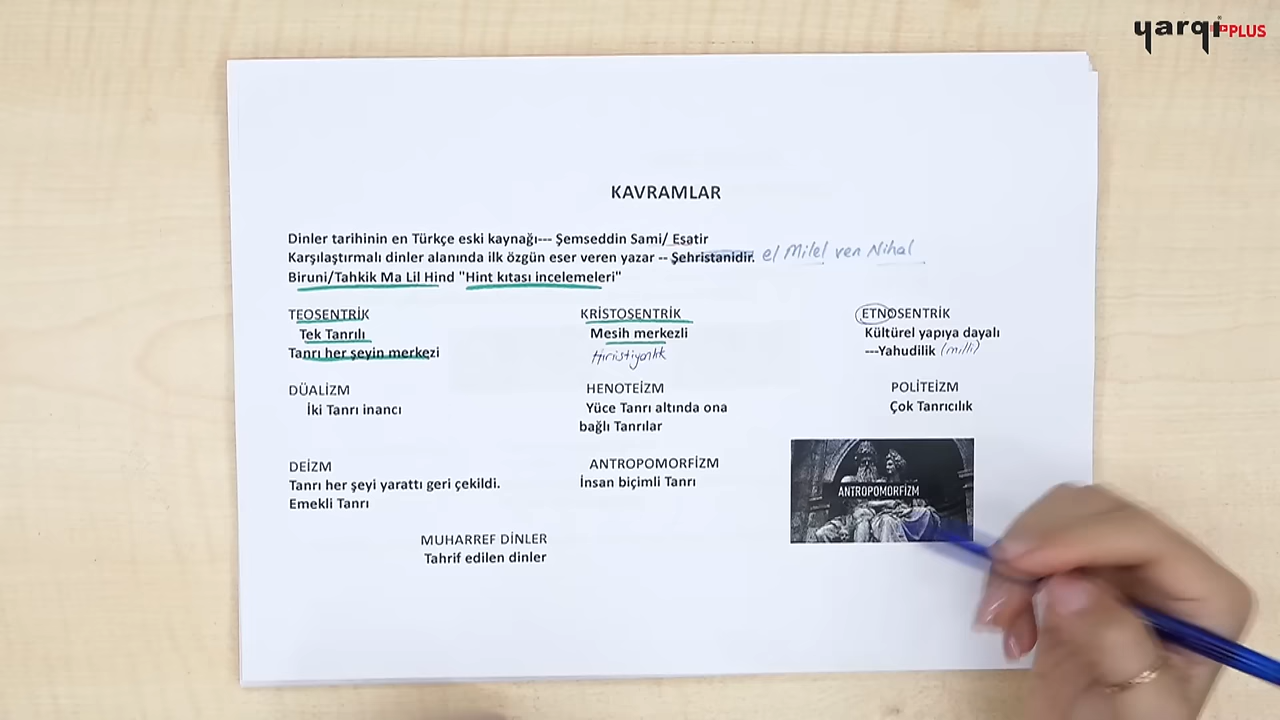 yarqi PLUS
KAVRAMLAR
Dinler tarihinin en Türkçe eski kaynağı--- Şemseddin Sami/ Esatir
Karşılaştırmalı dinler alanında ilk özgün eser veren yazar -- Şehristanidir. el Milel ven Nihal
Biruni/Tahkik Ma Lil Hind "Hint kıtası incelemeleri"
TEOSENTRİK
Tek Tanrılı
Tanrı her şeyin merkezi
KRİSTOSENTRİK
Mesih merkezli
Hıristiyanlık
ETNOSENTRİK
Kültürel yapıya dayalı
---Yahudilik (milli)
DÜALİZM
İki Tanrı inancı
HENOTEİZM
Yüce Tanrı altında ona
bağlı Tanrılar
POLİTEİZM
Çok Tanrıcılık
DEİZM
Tanrı her şeyi yarattı geri çekildi.
Emekli Tanrı
ANTROPOMORFİZM
İnsan biçimli Tanrı
ANTROPOMORFİZM
MUHARREF DİNLER
Tahrif edilen dinler